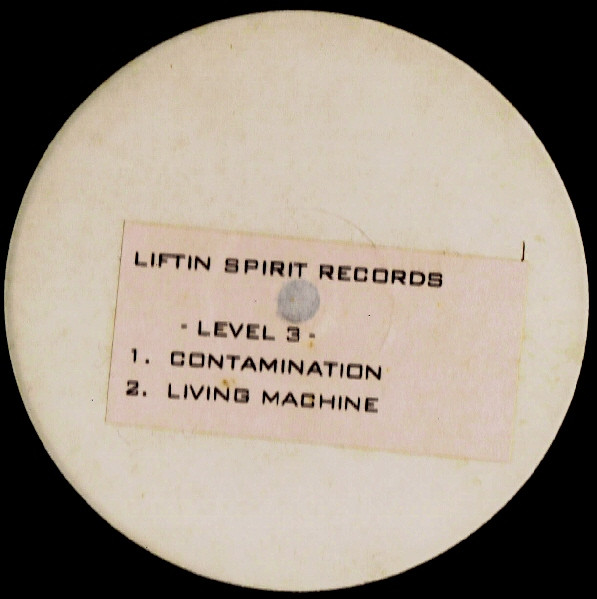 LIFTIN SPIRIT RECORDS
- LEVEL 3 -
1. CONTAMINATION
2. LIVING MACHINE